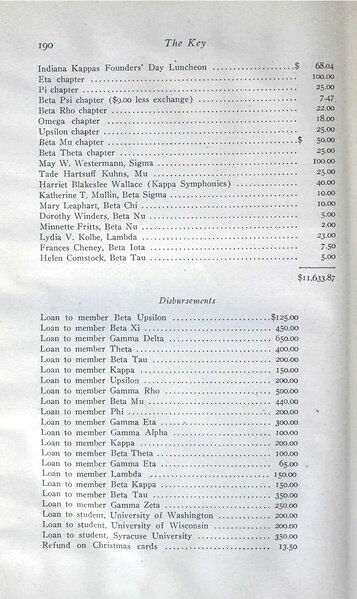 190 The Key
Indiana Kappas Founders' Day Luncheon ....................$ 68.04
Eta chapter ........................................ 100.00
Pi chapter ......................................... 25.00
Beta Psi chapter ($9.00 less exchange) ........................ 7.47
Beta Rho chapter .................................... 22.00
Omega chapter ..................................... 18.00
Upsilon chapter ..................................... 25.00
Beta Mu chapter ....................................$ 50.00
Beta Theta chapter ................................... 25.00
May W. Westermann, Sigma ............................ 100.00
Tade Hartsuff Kuhns, Mu .............................. 25.00
Harriet Blakeslee Wallace (Kappa Symphonies) ............... 40.00
Katherine T. Mullin, Beta Sigma .......................... 10.00
Mary Leaphart, Beta Chi ............................... 10.00
Dorothy Winders, Beta Nu .............................. 5.00
Minnette Fritts, Beta Nu ................................ 2.00
Lydia V. Kolbe, Lambda ................................ 23.00
Frances Cheney, Beta Iota ............................... 7.50
Helen Comstock, Beta Tau .............................. 5.00
$11,633.87
Disbursements
Loan to member Beta Upsilon .......................$125.00
Loan to member Beta Xi .............................. 450.00
Loan to member Gamma Delta ......................... 650.00
Loan to member Theta ................................ 400.00
Loan to member Beta Tau ............................. 200.00
Loan to member Kappa ................................ 150.00
Loan to member Upsilon .............................. 200.00
Loan to member Gamma Rho .......................... 500.00
Loan to member Beta Mu ............................. 440.00
Loan to member Phi .................................. 200.00
Loan to member Gamma Eta ........................... 300.00
Loan to member Gamma Alpha ......................... 100.00
Loan to member Kappa ................................ 200.00
Loan to member Beta Theta ............................ 100.00
Loan to member Gamma Eta ........................... 65.00
Loan to member Lambda .............................. 150.00
Loan to member Beta Kappa ........................... 150.00
Loan to member Beta Tau ............................. 350.00
Loan to member Gamma Zeta .......................... 250.00
Loan to student, University of Washington ................ 200.00
Loan to student, University of Wisconsin .................. 200.00
Loan to student, Syracuse University ..................... 350.00
Refund on Christmas cards ............................ 13.50